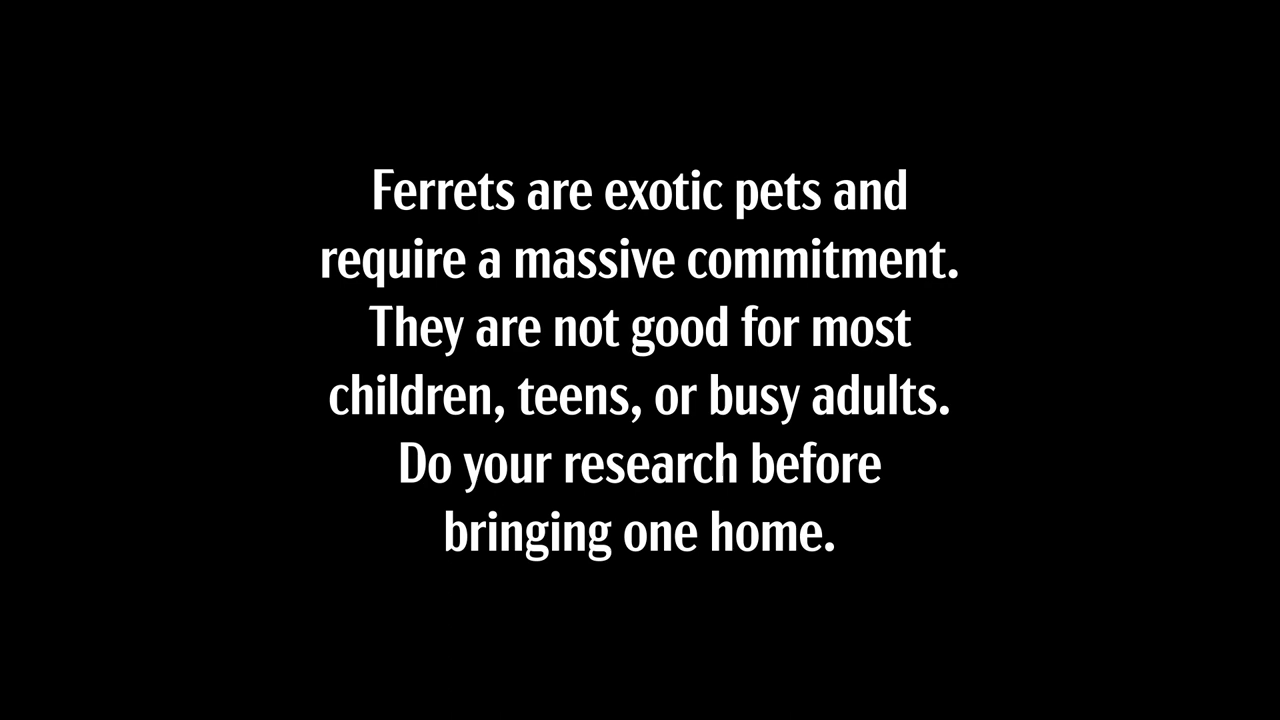 Ferrets are exotic pets and
require a massive commitment.
They are not good for most
children, teens, or busy adults.
Do your research before
bringing one home.